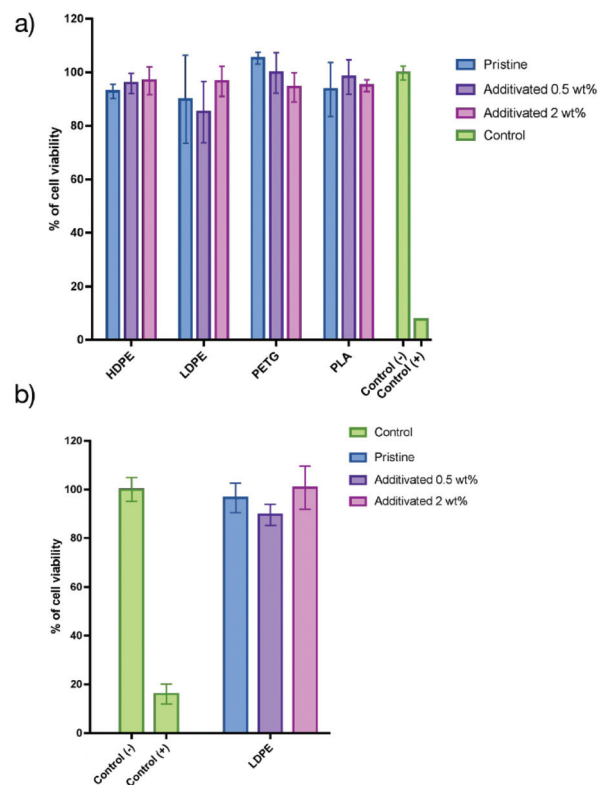 a)
120
100
80
60
40
20
0
% of cell viability
HDPE
LDPE
PETG
PLA
Control (-)
Control (+)
Pristine
Additivated 0.5 wt%
Additivated 2 wt%
Control
b)
120
100
80
60
40
20
0
% of cell viability
Control (-)
Control (+)
LDPE
Control
Pristine
Additivated 0.5 wt%
Additivated 2 wt%